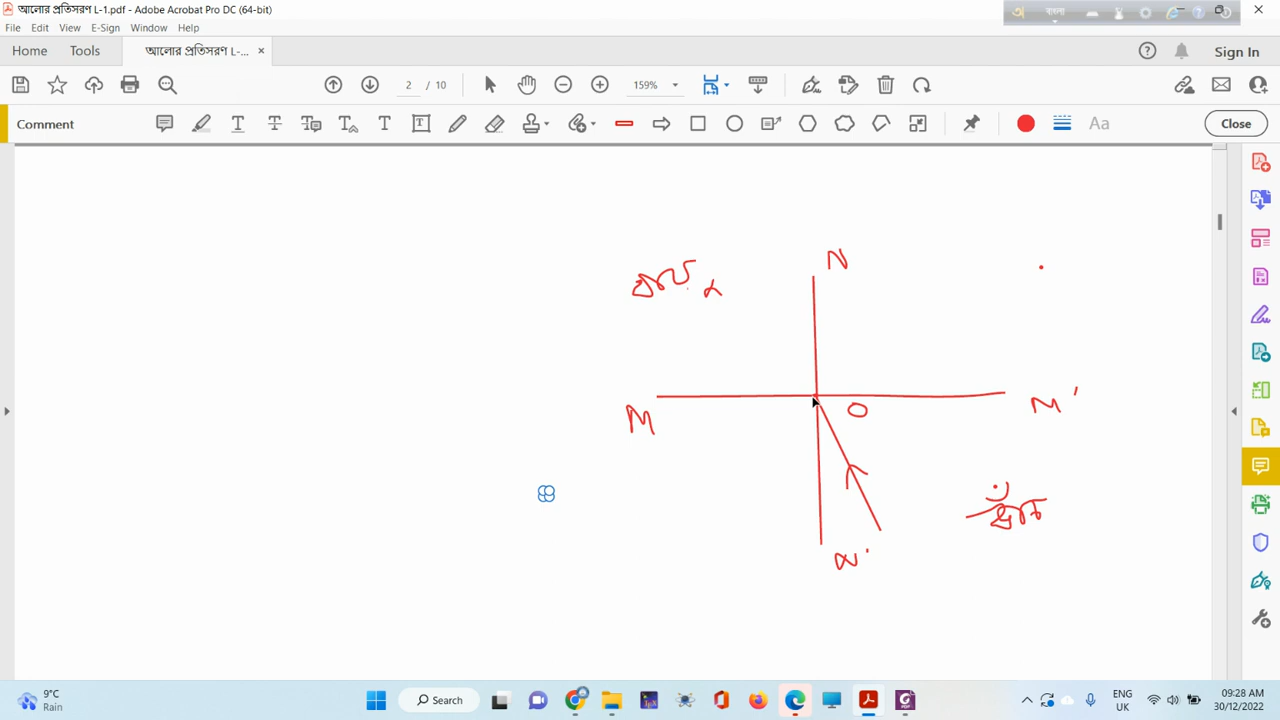 আলোর প্রতিসরণ L-1.pdf - Adobe Acrobat Pro DC (64-bit)
বাংলা
File Edit View E-Sign Window Help
Home Tools আলোর প্রতিসরণ L-... × Sign In
2 / 10 159%
Comment Aa Close
N
M O M'
N'
9°C
Rain
Search
ENG
UK
09:28 AM
30/12/2022